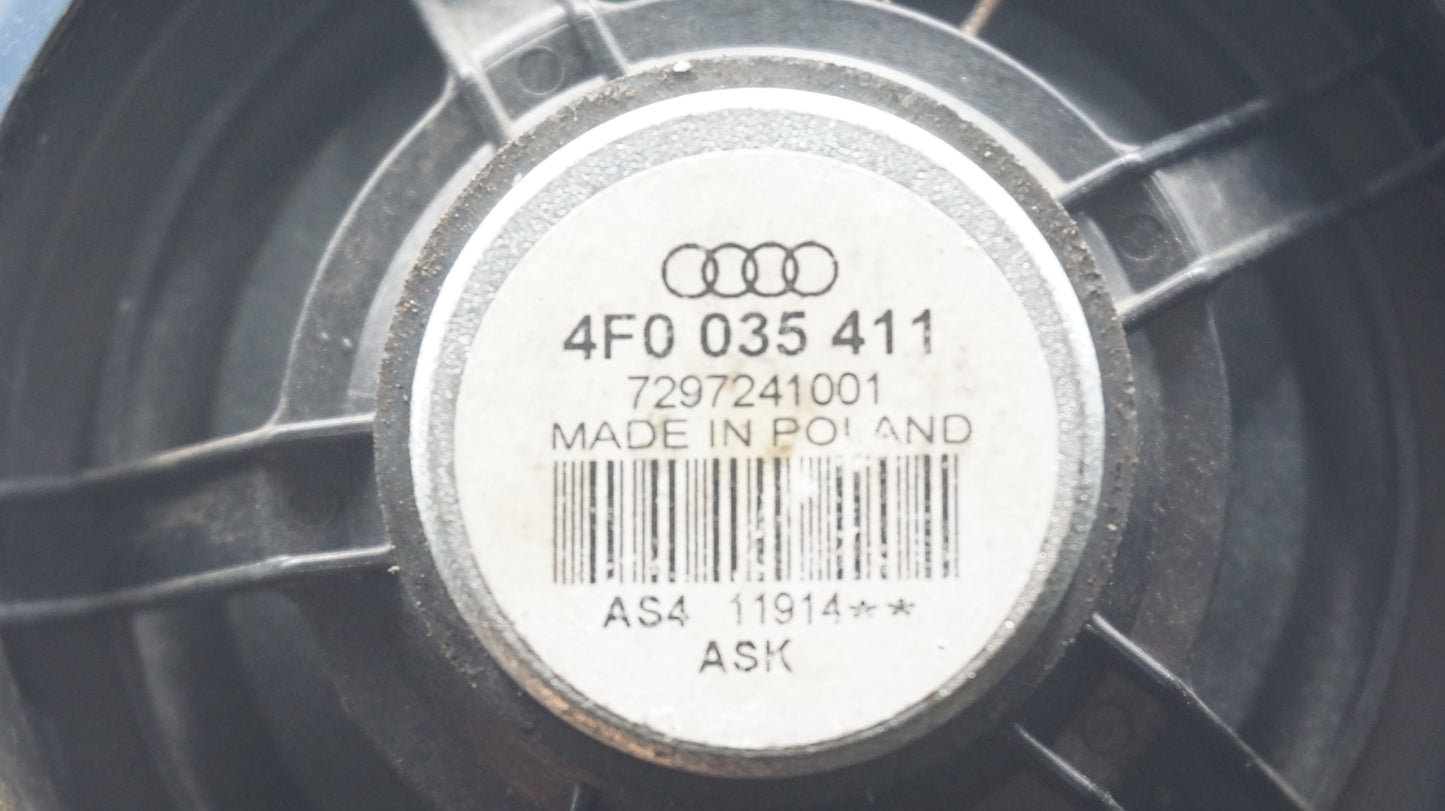 4F0 035 411
7297241001
MADE IN POLAND
AS4 11914**
ASK